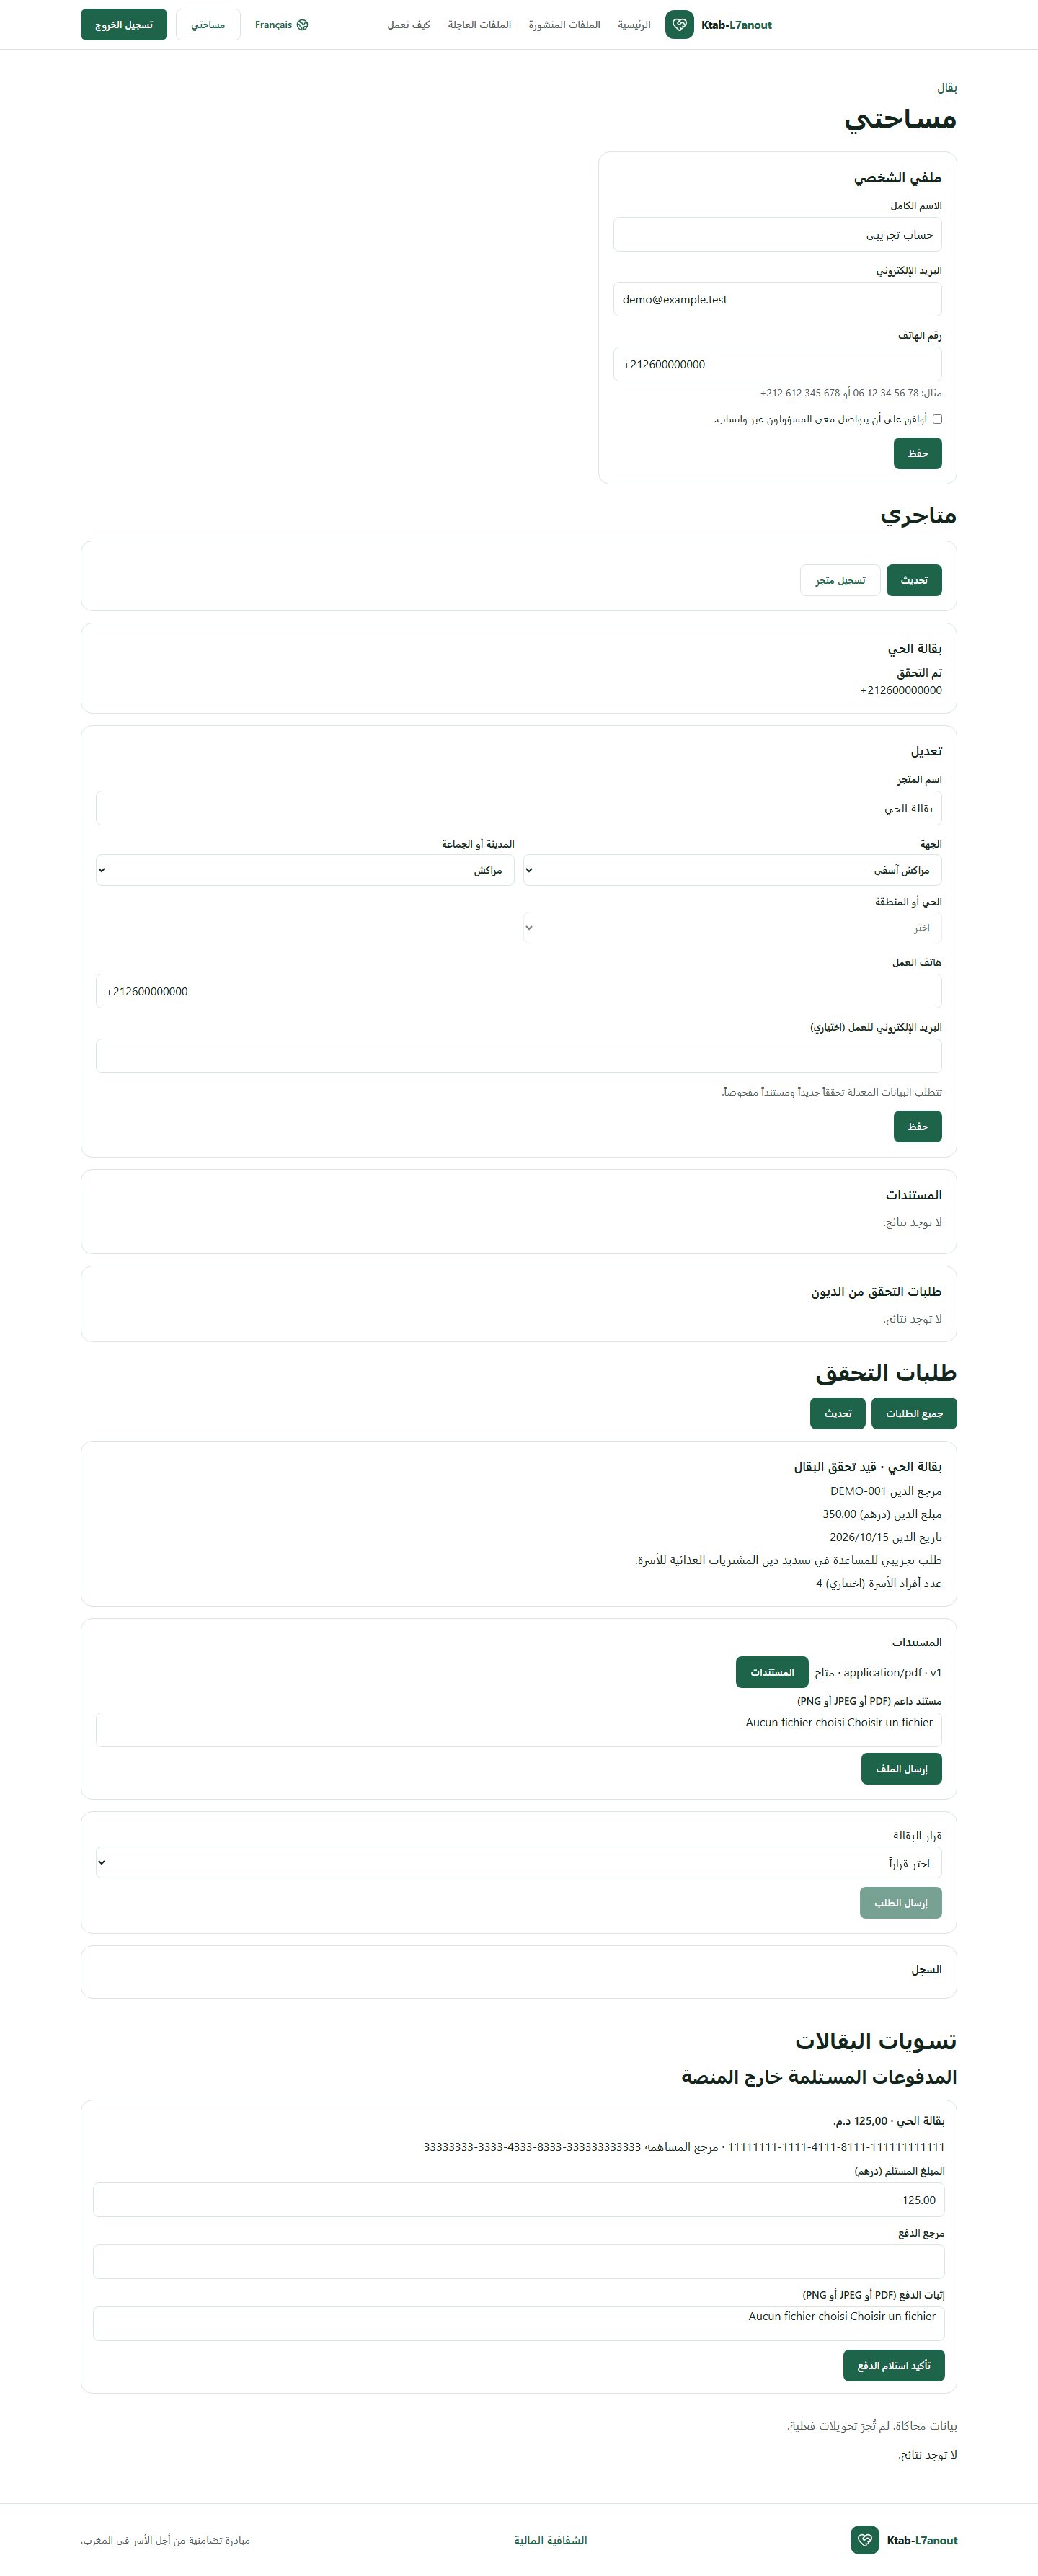 Ktab-L7anout
الرئيسية
الملفات المنشورة
الملفات العاجلة
كيف نعمل
Français
مساحتي
تسجيل الخروج
بقال
مساحتي
ملفي الشخصي
الاسم الكامل
حساب تجريبي
البريد الإلكتروني
demo@example.test
رقم الهاتف
+212600000000
مثال: 78 56 34 12 06 أو 678 345 612 212+
أوافق على أن يتواصل معي المسؤولون عبر واتساب.
حفظ
متاجري
تحديث
تسجيل متجر
بقالة الحي
تم التحقق
+212600000000
تعديل
اسم المتجر
بقالة الحي
الجهة
المدينة أو الجماعة
مراكش آسفي
مراكش
الحي أو المنطقة
اختر
هاتف العمل
+212600000000
البريد الإلكتروني للعمل (اختياري)
تتطلب البيانات المعدلة تحققاً جديداً ومستنداً مفحوصاً.
حفظ
المستندات
لا توجد نتائج.
طلبات التحقق من الديون
لا توجد نتائج.
طلبات التحقق
جميع الطلبات
تحديث
بقالة الحي · قيد تحقق البقال
مرجع الدين DEMO-001
مبلغ الدين (درهم) 350.00
تاريخ الدين 2026/10/15
طلب تجريبي للمساعدة في تسديد دين المشتريات الغذائية للأسرة.
عدد أفراد الأسرة (اختياري) 4
المستندات
application/pdf · v1 · متاح
المستندات
مستند داعم (PDF أو JPEG أو PNG)
Aucun fichier choisi Choisir un fichier
إرسال الملف
قرار البقالة
اختر قراراً
إرسال الطلب
السجل
تسويات البقالات
المدفوعات المستلمة خارج المنصة
بقالة الحي · 125,00 د.م.
11111111-1111-4111-8111-111111111111 · مرجع المساهمة 33333333-3333-4333-8333-333333333333
المبلغ المستلم (درهم)
125.00
مرجع الدفع
إثبات الدفع (PDF أو JPEG أو PNG)
Aucun fichier choisi Choisir un fichier
تأكيد استلام الدفع
بيانات محاكاة. لم تُجرَ تحويلات فعلية.
لا توجد نتائج.
Ktab-L7anout
الشفافية المالية
مبادرة تضامنية من أجل الأسر في المغرب.